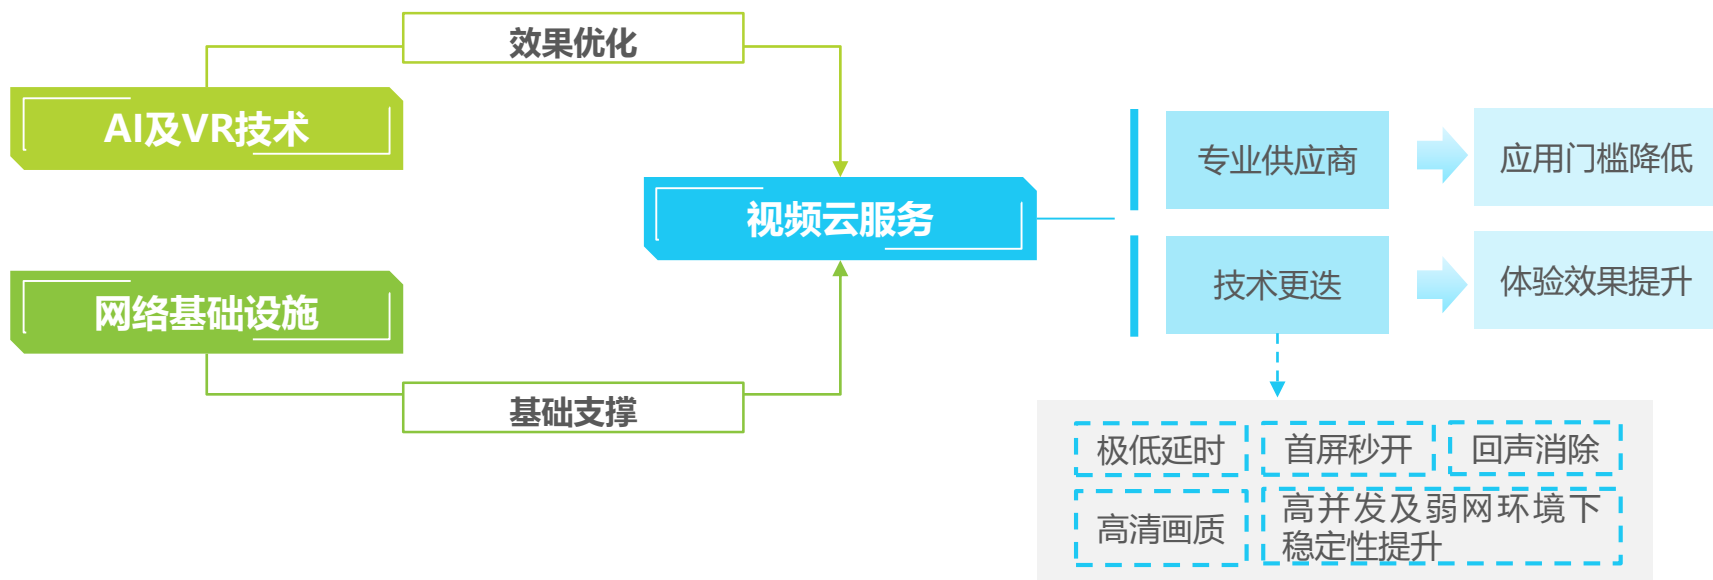 效果优化
AI及VR技术
网络基础设施
基础支撑
视频云服务
专业供应商
应用门槛降低
技术更迭
体验效果提升
极低延时
首屏秒开
回声消除
高清画质
高并发及弱网环境下
稳定性提升